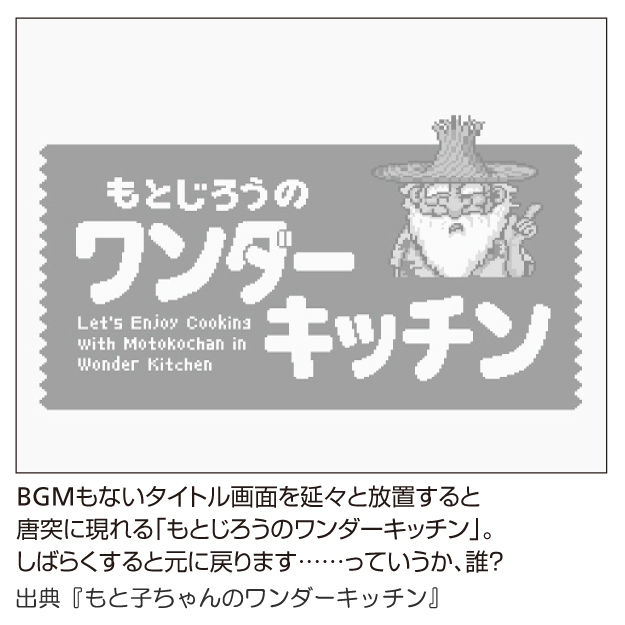 もとじろうの
ワンダー
キッチン
Let's Enjoy Cooking
with Motokochan in
Wonder Kitchen
BGMもないタイトル画面を延々と放置すると
唐突に現れる「もとじろうのワンダーキッチン」。
しばらくすると元に戻ります……っていうか、誰?
出典『もと子ちゃんのワンダーキッチン』